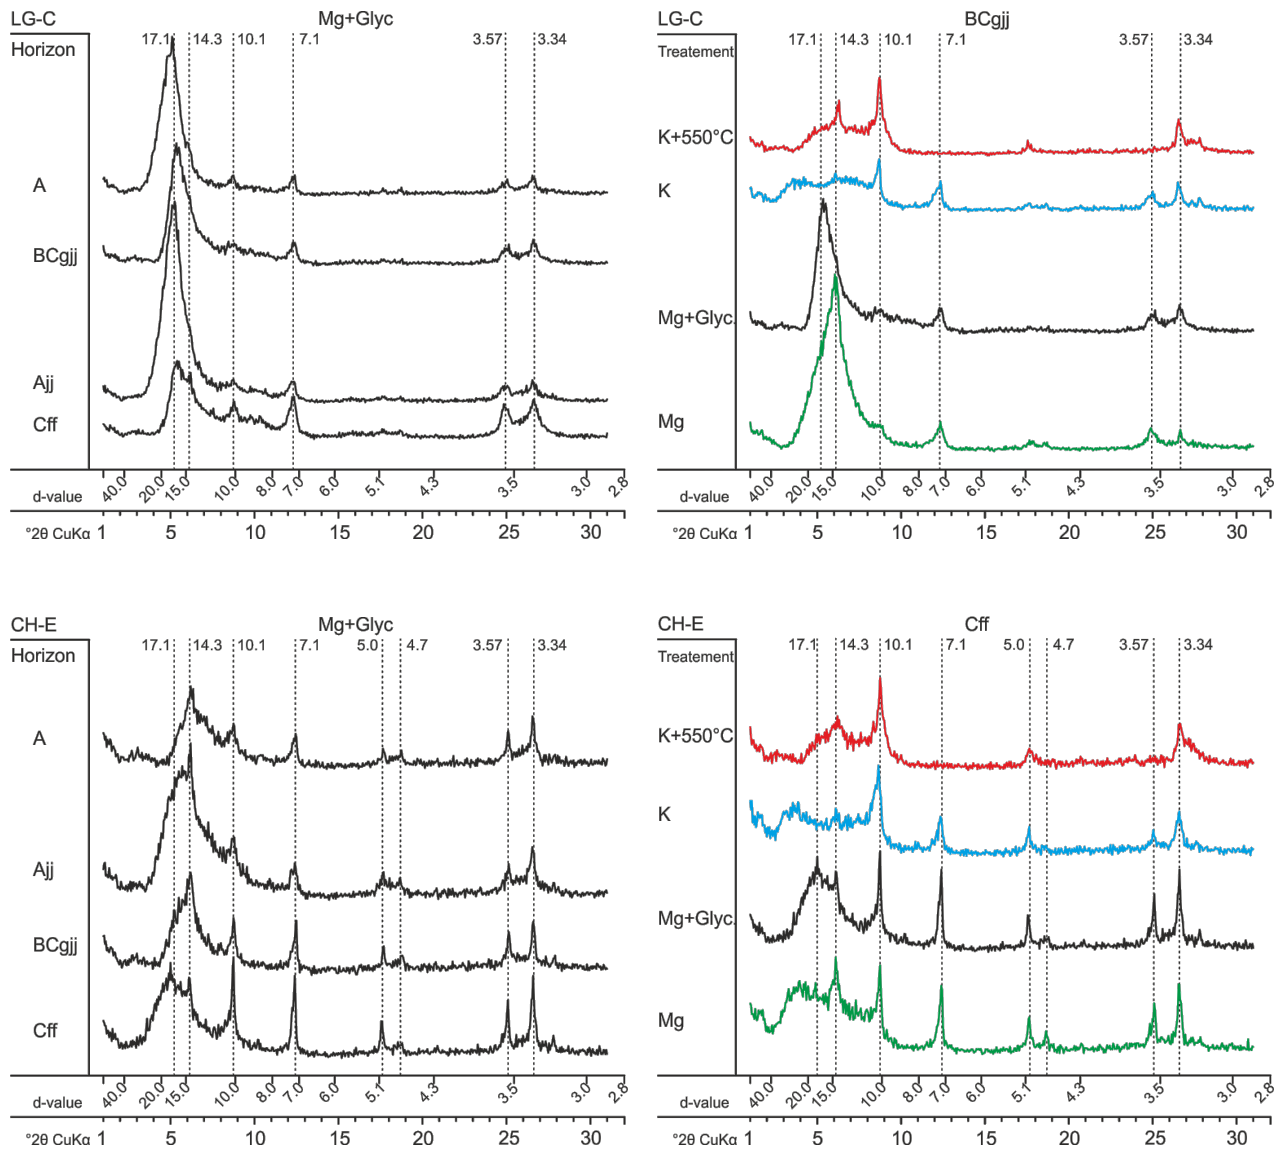 LG-C Mg+Glyc
Horizon 17.1 14.3 10.1 7.1 3.57 3.34
A
BCgjj
Ajj
Cff
d-value 40.0 20.0 15.0 10.0 8.0 7.0 6.0 5.1 4.3 3.5 3.0 2.8
°2θ CuKα 1 5 10 15 20 25 30
LG-C BCgjj
Treatement 17.1 14.3 10.1 7.1 3.57 3.34
K+550°C
K
Mg+Glyc.
Mg
d-value 40.0 20.0 15.0 10.0 8.0 7.0 6.0 5.1 4.3 3.5 3.0 2.8
°2θ CuKα 1 5 10 15 20 25 30
CH-E Mg+Glyc
Horizon 17.1 14.3 10.1 7.1 5.0 4.7 3.57 3.34
A
Ajj
BCgjj
Cff
d-value 40.0 20.0 15.0 10.0 8.0 7.0 6.0 5.1 4.3 3.5 3.0 2.8
°2θ CuKα 1 5 10 15 20 25 30
CH-E Cff
Treatement 17.1 14.3 10.1 7.1 5.0 4.7 3.57 3.34
K+550°C
K
Mg+Glyc.
Mg
d-value 40.0 20.0 15.0 10.0 8.0 7.0 6.0 5.1 4.3 3.5 3.0 2.8
°2θ CuKα 1 5 10 15 20 25 30